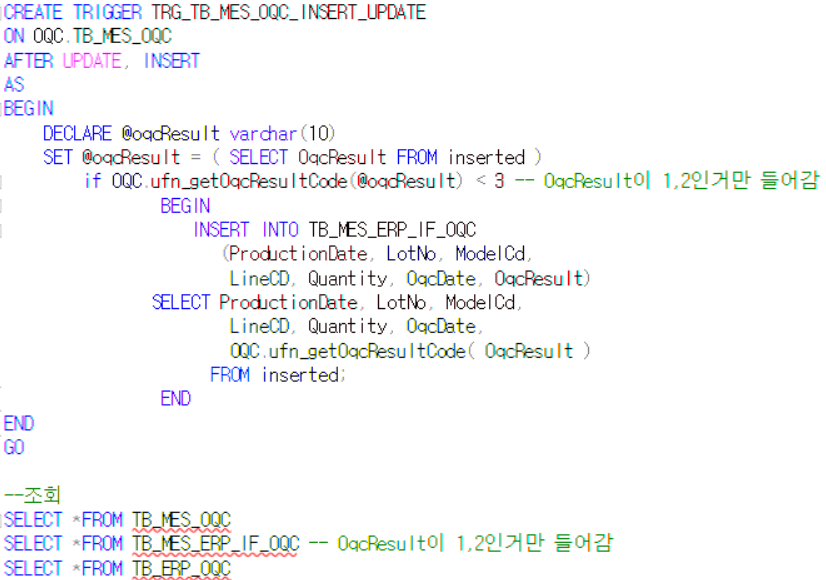 CREATE TRIGGER TRG_TB_MES_OQC_INSERT_UPDATE
ON OQC.TB_MES_OQC
AFTER UPDATE, INSERT
AS
BEGIN
DECLARE @oqcResult varchar(10)
SET @oqcResult = ( SELECT OqcResult FROM inserted )
if OQC.ufn_getOqcResultCode(@oqcResult) < 3 -- OqcResult이 1,2인거만 들어감
BEGIN
INSERT INTO TB_MES_ERP_IF_OQC
(ProductionDate, LotNo, ModelCd,
LineCD, Quantity, OqcDate, OqcResult)
SELECT ProductionDate, LotNo, ModelCd,
LineCD, Quantity, OqcDate,
OQC.ufn_getOqcResultCode( OqcResult )
FROM inserted;
END
END
GO
--조회
SELECT *FROM TB_MES_OQC
SELECT *FROM TB_MES_ERP_IF_OQC -- OqcResult이 1,2인거만 들어감
SELECT *FROM TB_ERP_OQC